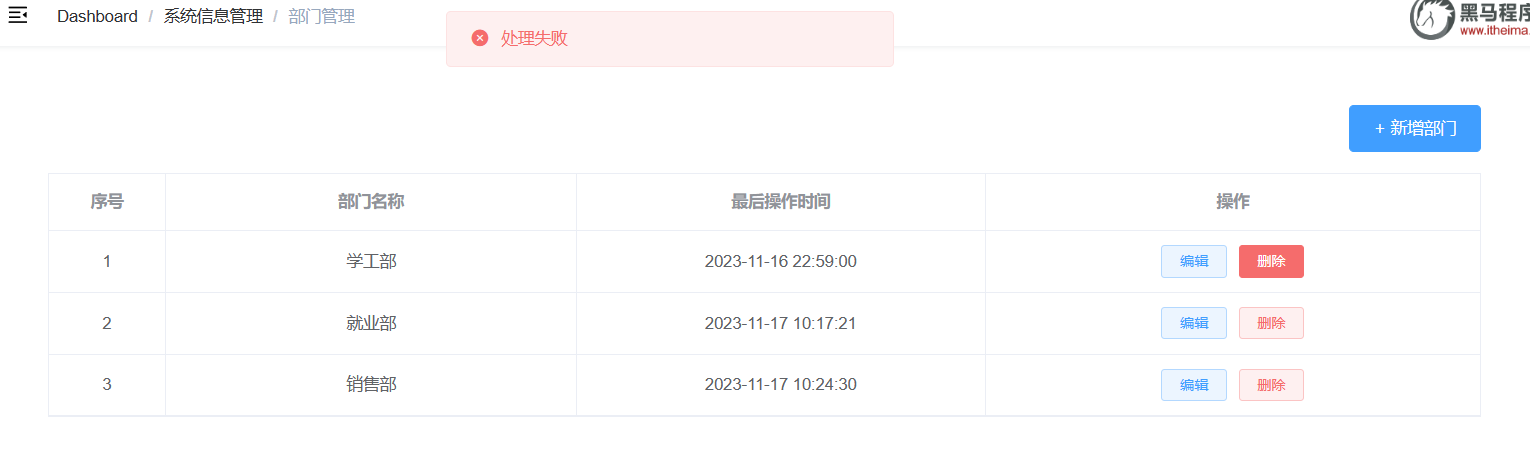 Dashboard / 系统信息管理 / 部门管理
处理失败
黑马程序
www.itheima.
+ 新增部门
序号 部门名称 最后操作时间 操作
1 学工部 2023-11-16 22:59:00 编辑 删除
2 就业部 2023-11-17 10:17:21 编辑 删除
3 销售部 2023-11-17 10:24:30 编辑 删除